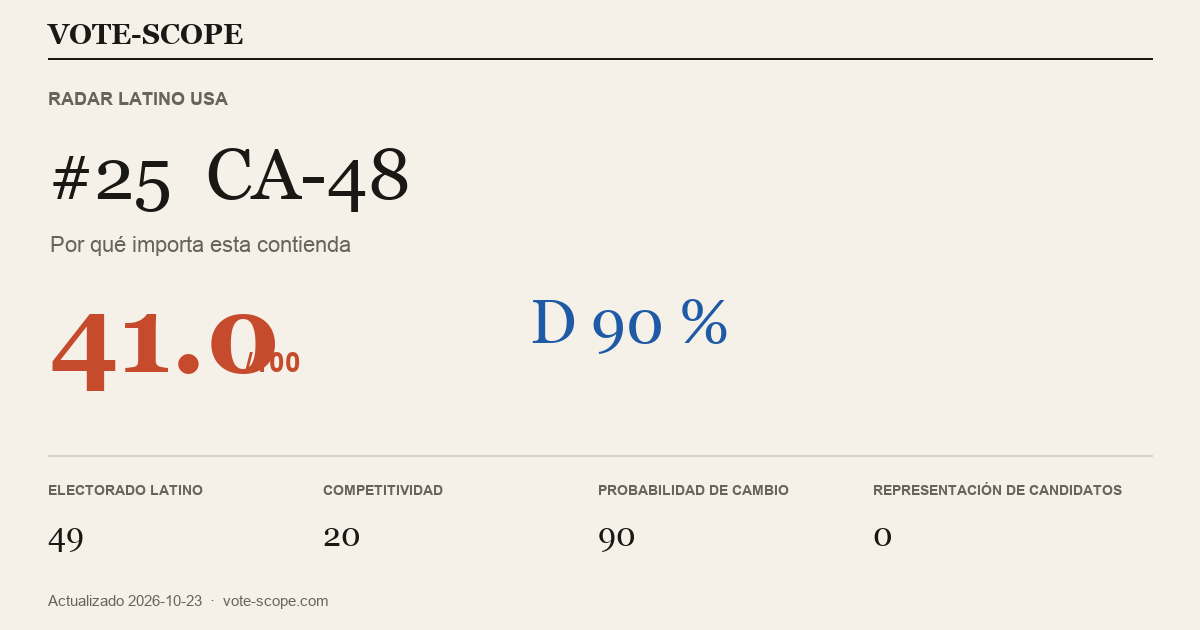 VOTE-SCOPE
RADAR LATINO USA
#25 CA-48
Por qué importa esta contienda
41.0 /100
D 90 %
ELECTORADO LATINO
COMPETITIVIDAD
PROBABILIDAD DE CAMBIO
REPRESENTACIÓN DE CANDIDATOS
49
20
90
0
Actualizado 2026-10-23 · vote-scope.com